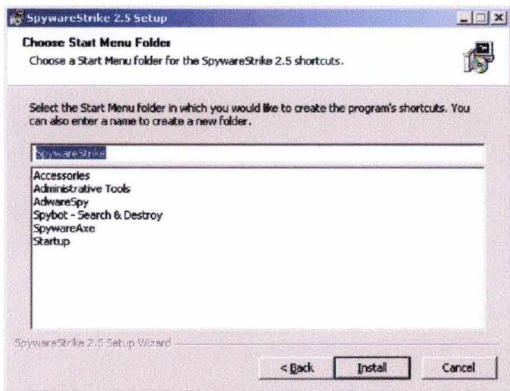 SpywareStrike 2.5 Setup
Choose Start Menu Folder
Choose a Start Menu folder for the SpywareStrike 2.5 shortcuts.
Select the Start Menu folder in which you would like to create the program's shortcuts. You
can also enter a name to create a new folder.
SpywareStrike
Accessories
Administrative Tools
AdwareSpy
Spybot - Search & Destroy
SpywareAxe
Startup
SpywareStrike 2.5 Setup Wizard
< Back
Install
Cancel